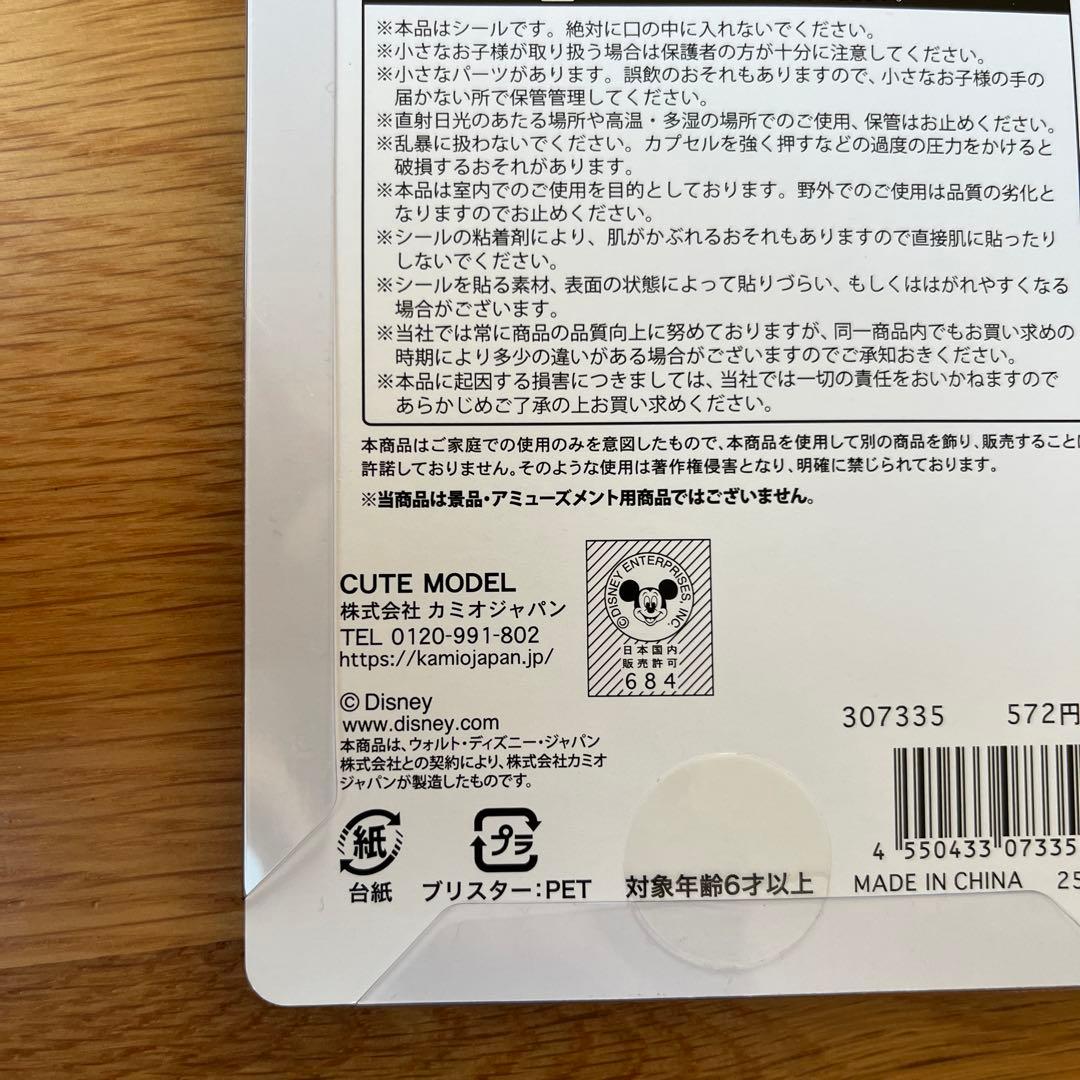 ※本品はシールです。絶対に口の中に入れないでください。
※小さなお子様が取り扱う場合は保護者の方が十分に注意してください。
※小さなパーツがあります。誤飲のおそれもありますので、小さなお子様の手の
届かない所で保管管理してください。
※直射日光のあたる場所や高温・多湿の場所でのご使用、保管はお止めください。
※乱暴に扱わないでください。カプセルを強く押すなどの過度の圧力をかけると
破損するおそれがあります。
※本品は室内でのご使用を目的としております。野外でのご使用は品質の劣化と
なりますのでお止めください。
※シールの粘着剤により、肌がかぶれるおそれもありますので直接肌に貼ったり
しないでください。
※シールを貼る素材、表面の状態によって貼りづらい、もしくははがれやすくなる
場合がございます。
※当社では常に商品の品質向上に努めておりますが、同一商品内でもお買い求めの
時期により多少の違いがある場合がございますのでご承知おきください。
※本品に起因する損害につきましては、当社では一切の責任をおいかねますので
あらかじめご了承の上お買い求めください。
本商品はご家庭での使用のみを意図したもので、本商品を使用して別の商品を飾り、販売することは
許諾しておりません。そのような使用は著作権侵害となり、明確に禁じられております。
※当商品は景品・アミューズメント用商品ではございません。
CUTE MODEL
株式会社 カミオジャパン
TEL 0120-991-802
https://kamiojapan.jp/
©DISNEY ENTERPRISES, INC.
日本国内
販売許可
684
© Disney
www.disney.com
本商品は、ウォルト・ディズニー・ジャパン
株式会社との契約により、株式会社カミオ
ジャパンが製造したものです。
307335 572円
4 550433 07335
紙
台紙
プラ
ブリスター:PET
対象年齢6才以上
MADE IN CHINA 25